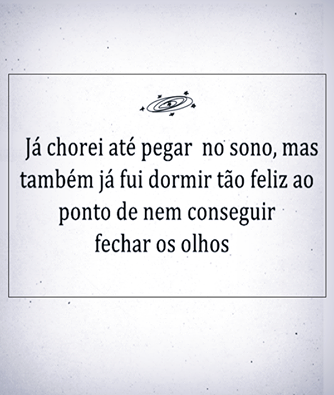 Já chorei até pegar no sono, mas
também já fui dormir tão feliz ao
ponto de nem conseguir
fechar os olhos